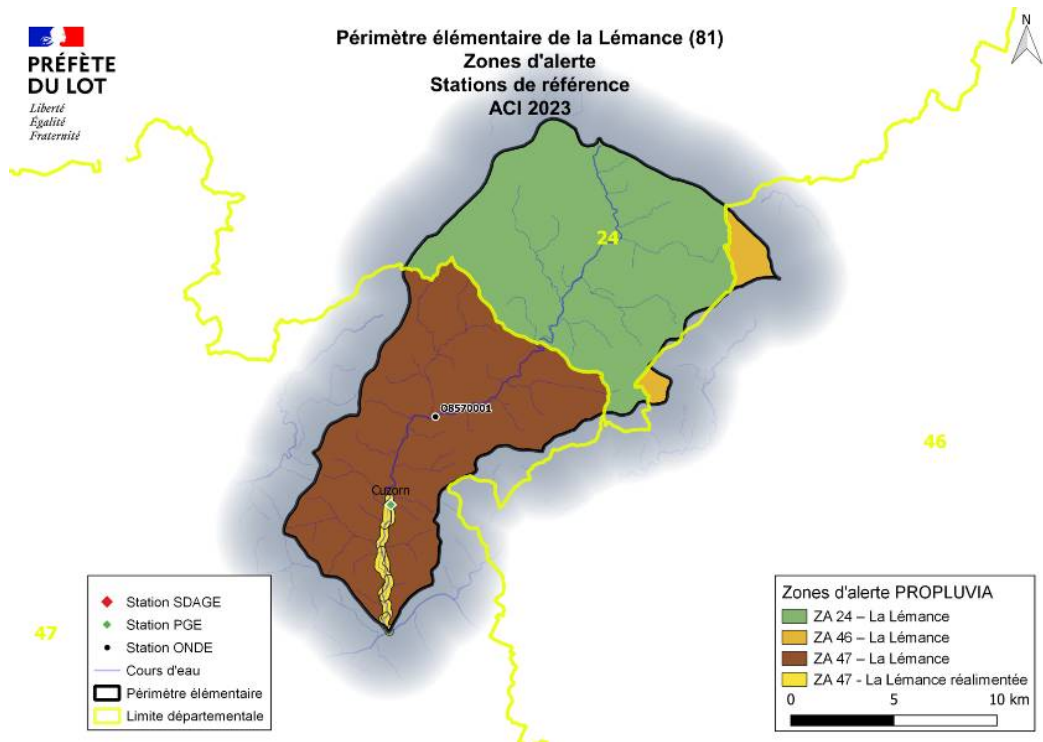 PRÉFÈTE
DU LOT
Liberté
Égalité
Fraternité
Périmètre élémentaire de la Lémance (81)
Zones d'alerte
Stations de référence
ACI 2023
N
24
08570001
46
Cuzorn
47
Station SDAGE
Station PGE
Station ONDE
Cours d'eau
Périmètre élémentaire
Limite départementale
Zones d'alerte PROPLUVIA
ZA 24 – La Lémance
ZA 46 – La Lémance
ZA 47 – La Lémance
ZA 47 - La Lémance réalimentée
0 5 10 km